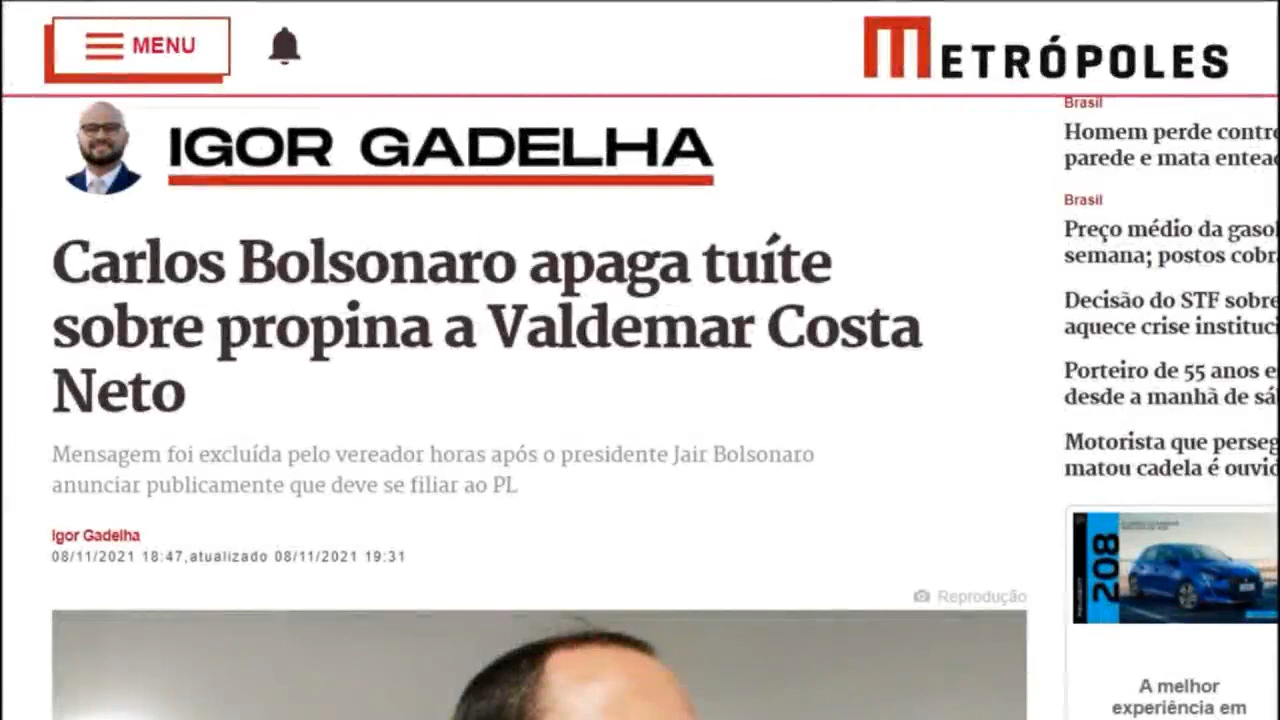 MENU
METRÓPOLES
IGOR GADELHA
Carlos Bolsonaro apaga tuíte
sobre propina a Valdemar Costa
Neto
Mensagem foi excluída pelo vereador horas após o presidente Jair Bolsonaro
anunciar publicamente que deve se filiar ao PL
Igor Gadelha
08/11/2021 18:47,atualizado 08/11/2021 19:31
Reprodução
Brasil
Homem perde contro
parede e mata entead
Brasil
Preço médio da gasol
semana; postos cobra
Decisão do STF sobre
aquece crise instituci
Porteiro de 55 anos e
desde a manhã de sá
Motorista que perseg
matou cadela é ouvid
208
A melhor
experiência em